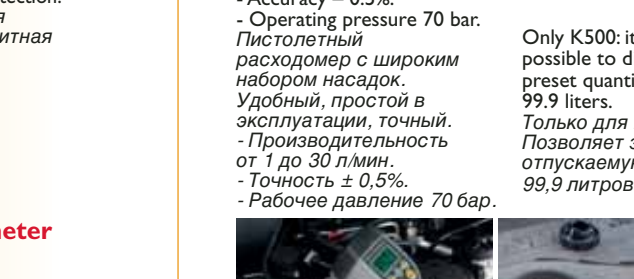 итная
eter
- Operating pressure 70 bar.
Пистолетный
расходомер с широким
набором насадок.
Удобный, простой в
эксплуатации, точный.
- Производительность
от 1 до 30 л/мин.
- Точность ± 0,5%.
- Рабочее давление 70 бар.
Only K500: it
possible to d
preset quanti
99.9 liters.
Только для
Позволяет з
отпускаемую
99,9 литров